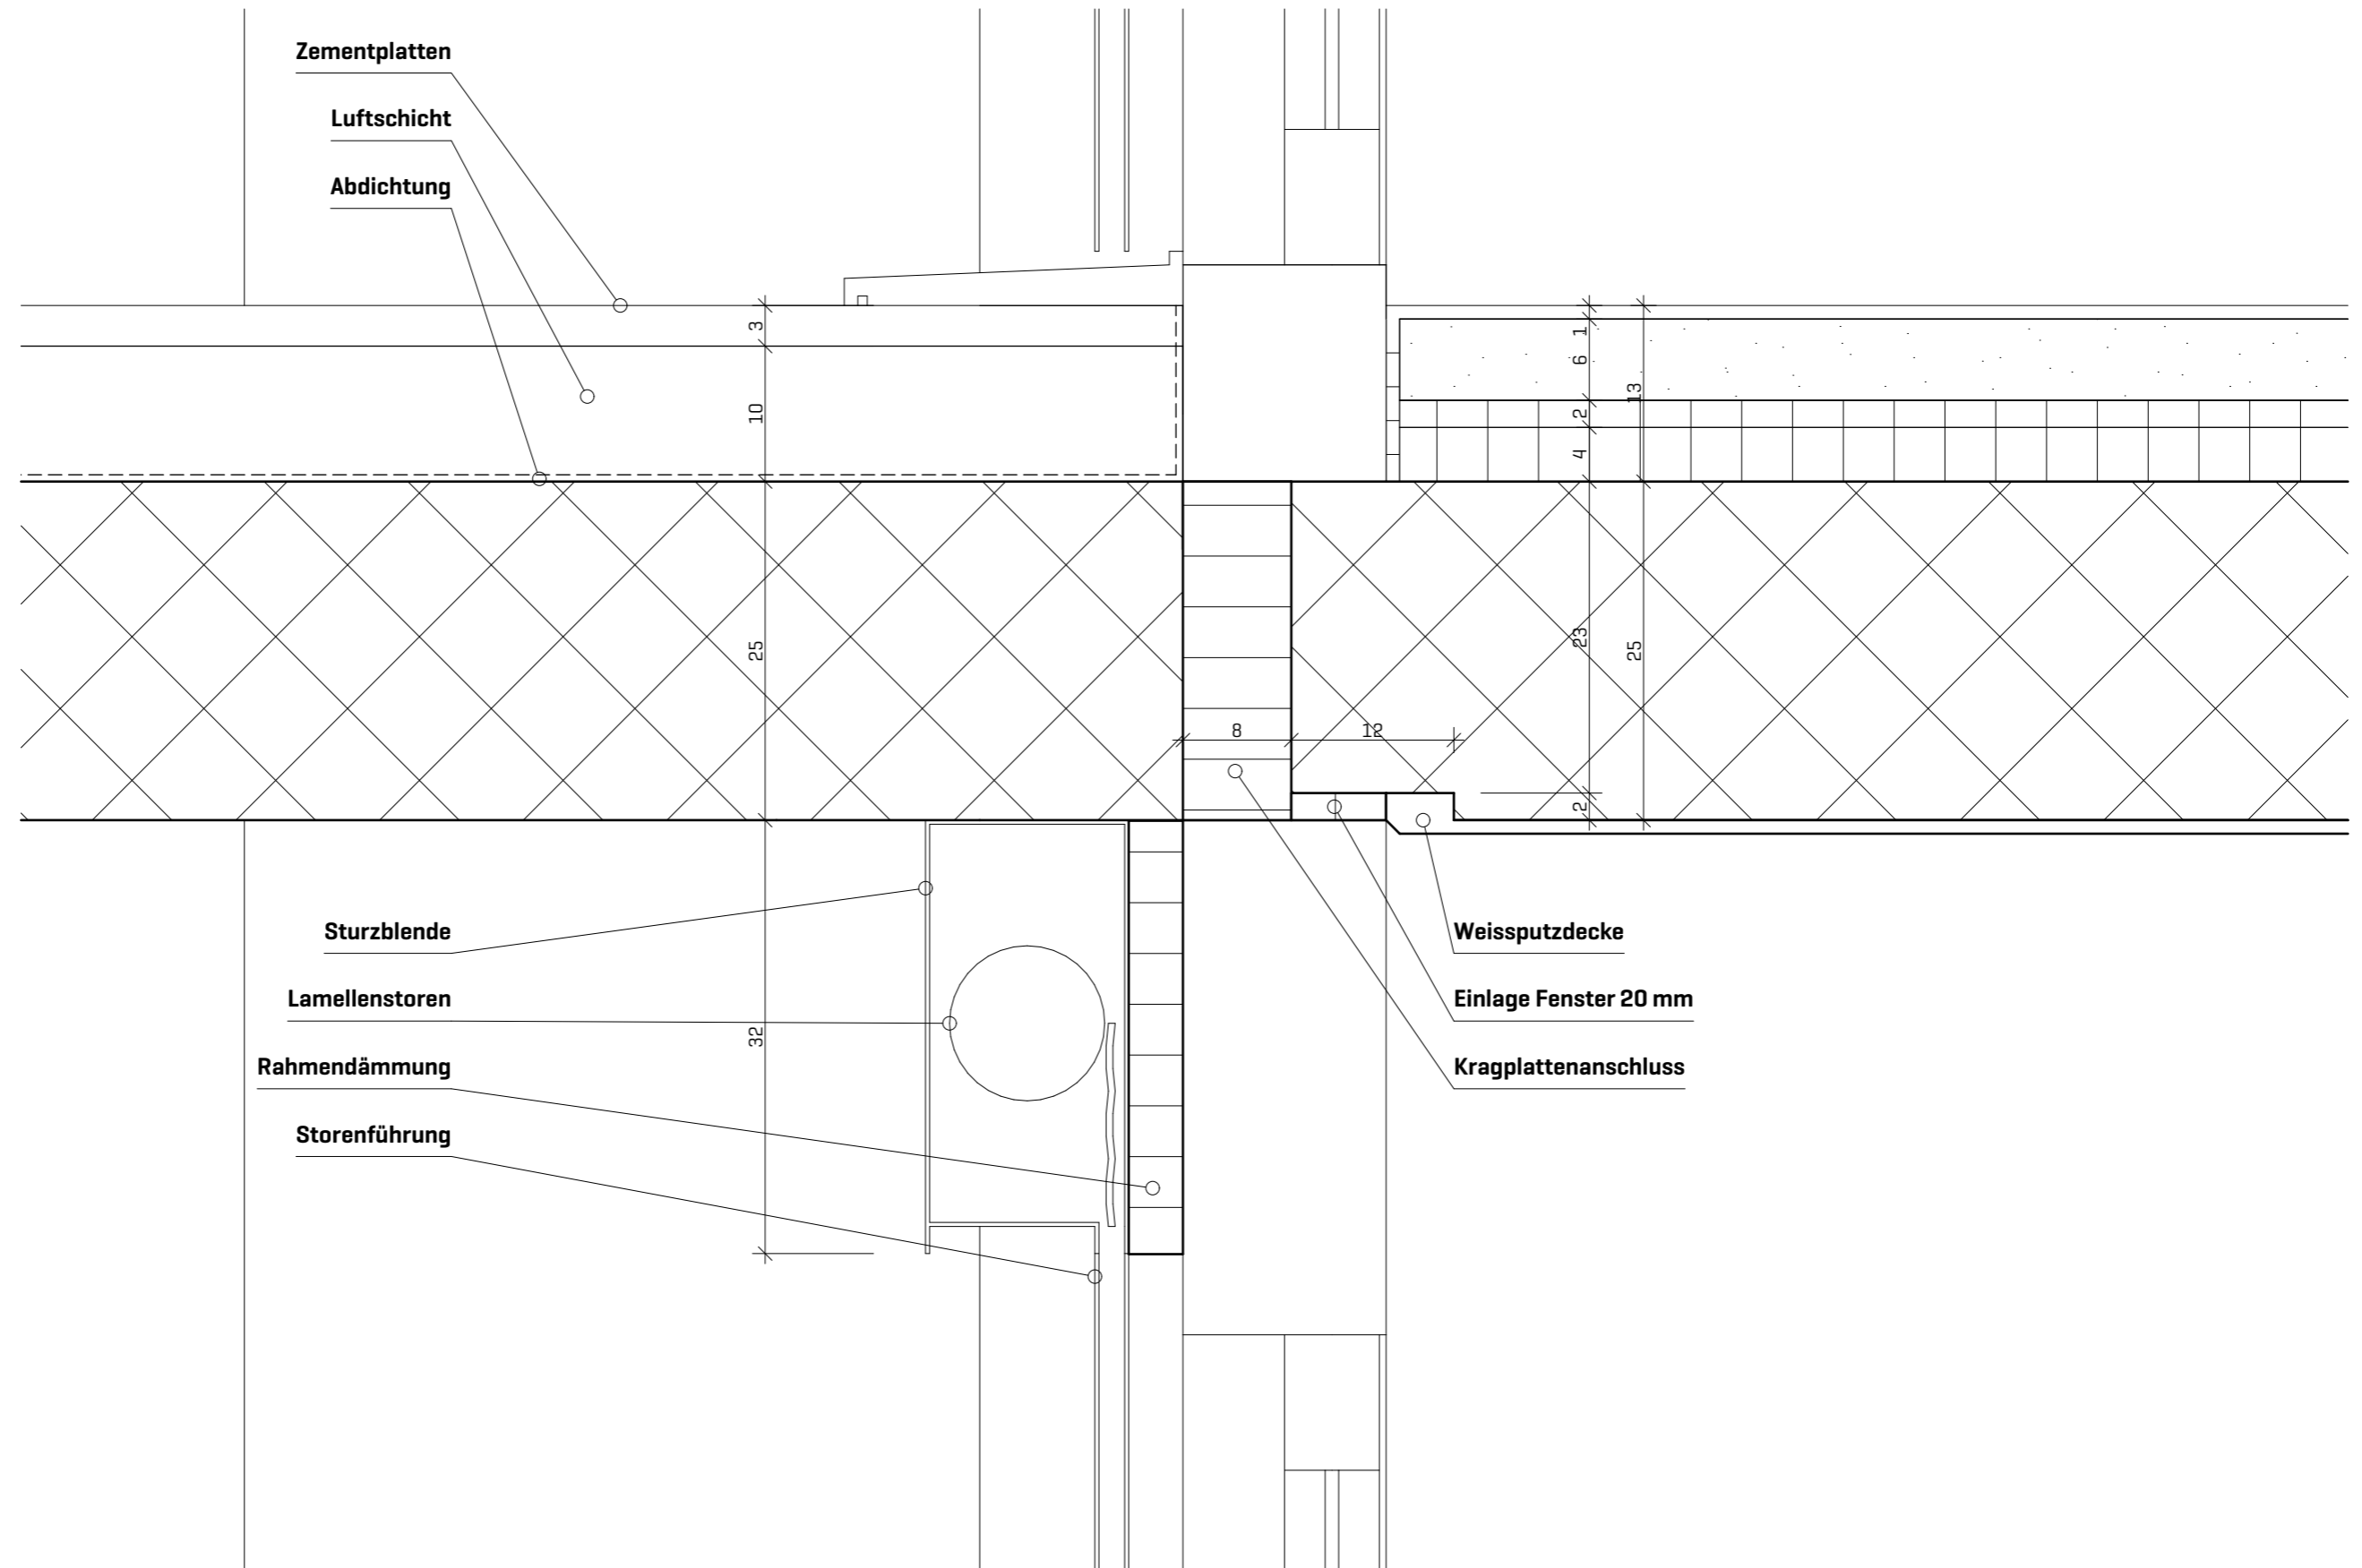 Zementplatten
Luftschicht
Abdichtung
3
10
25
32
1
6
2
4
13
23
25
2
8
12
Sturzblende
Lamellenstoren
Rahmendämmung
Storenführung
Weissputzdecke
Einlage Fenster 20 mm
Kragplattenanschluss